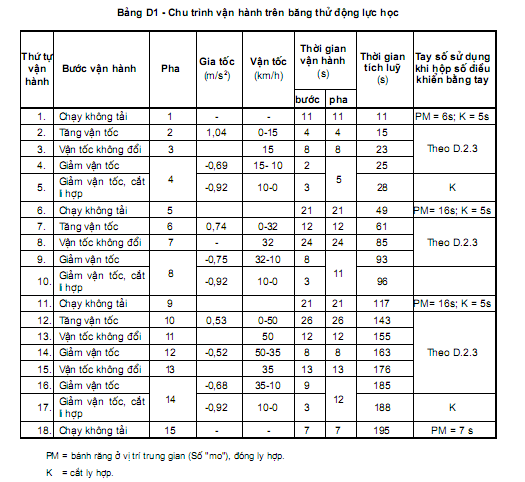 Bảng D1 - Chu trình vận hành trên băng thử động lực học
Thứ tự vận hành | Bước vận hành | Pha | Gia tốc (m/s²) | Vận tốc (km/h) | Thời gian vận hành (s) bước | Thời gian vận hành (s) pha | Thời gian tích luỹ (s) | Tay số sử dụng khi hộp số điều khiển bằng tay
1. | Chạy không tải | 1 | - | - | 11 | 11 | 11 | PM = 6s; K = 5s
2. | Tăng vận tốc | 2 | 1,04 | 0-15 | 4 | 4 | 15 | Theo D.2.3
3. | Vận tốc không đổi | 3 | | 15 | 8 | 8 | 23
4. | Giảm vận tốc | 4 | -0,69 | 15- 10 | 2 | 5 | 25
5. | Giảm vận tốc, cắt li hợp | -0,92 | 10-0 | 3 | 28 | K
6. | Chạy không tải | 5 | | | 21 | 21 | 49 | PM= 16s; K = 5s
7. | Tăng vận tốc | 6 | 0,74 | 0-32 | 12 | 12 | 61 | Theo D.2.3
8. | Vận tốc không đổi | 7 | - | 32 | 24 | 24 | 85
9. | Giảm vận tốc | 8 | -0,75 | 32-10 | 8 | 11 | 93
10. | Giảm vận tốc, cắt li hợp | -0,92 | 10-0 | 3 | 96
11. | Chạy không tải | 9 | | | 21 | 21 | 117 | PM= 16s; K = 5s
12. | Tăng vận tốc | 10 | 0,53 | 0-50 | 26 | 26 | 143 | Theo D.2.3
13. | Vận tốc không đổi | 11 | | 50 | 12 | 12 | 155
14. | Giảm vận tốc | 12 | -0,52 | 50-35 | 8 | 8 | 163
15. | Vận tốc không đổi | 13 | | 35 | 13 | 13 | 176
16. | Giảm vận tốc | 14 | -0,68 | 35-10 | 9 | 12 | 185
17. | Giảm vận tốc, cắt li hợp | -0,92 | 10-0 | 3 | 188 | K
18. | Chạy không tải | 15 | - | - | 7 | 7 | 195 | PM = 7 s
PM = bánh răng ở vị trí trung gian (Số "mo"), đóng ly hợp.
K = cắt ly hợp.